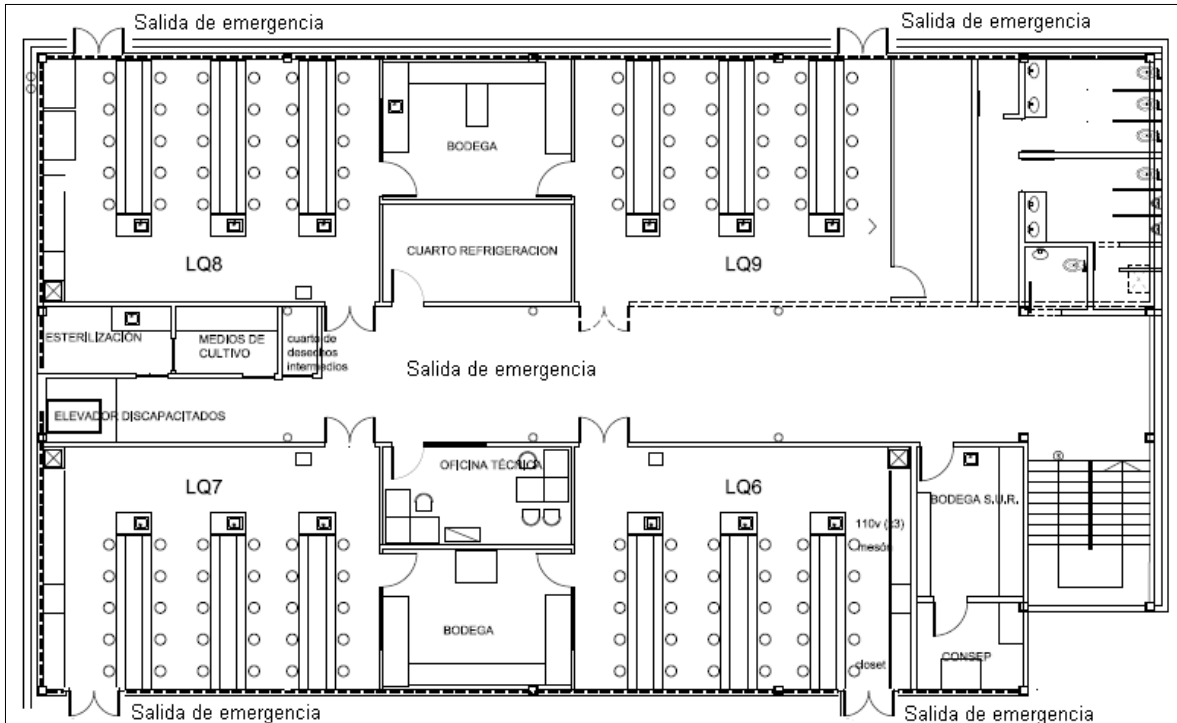 Salida de emergencia
Salida de emergencia
BODEGA
CUARTO REFRIGERACION
LQ8
LQ9
ESTERILIZACIÓN
MEDIOS DE
CULTIVO
cuarto de
desechos
intermedios
Salida de emergencia
ELEVADOR DISCAPACITADOS
OFICINA TÉCNICA
LQ7
LQ6
BODEGA S.U.R.
110v (x3)
mesón
BODEGA
closet
CONSEP
Salida de emergencia
Salida de emergencia